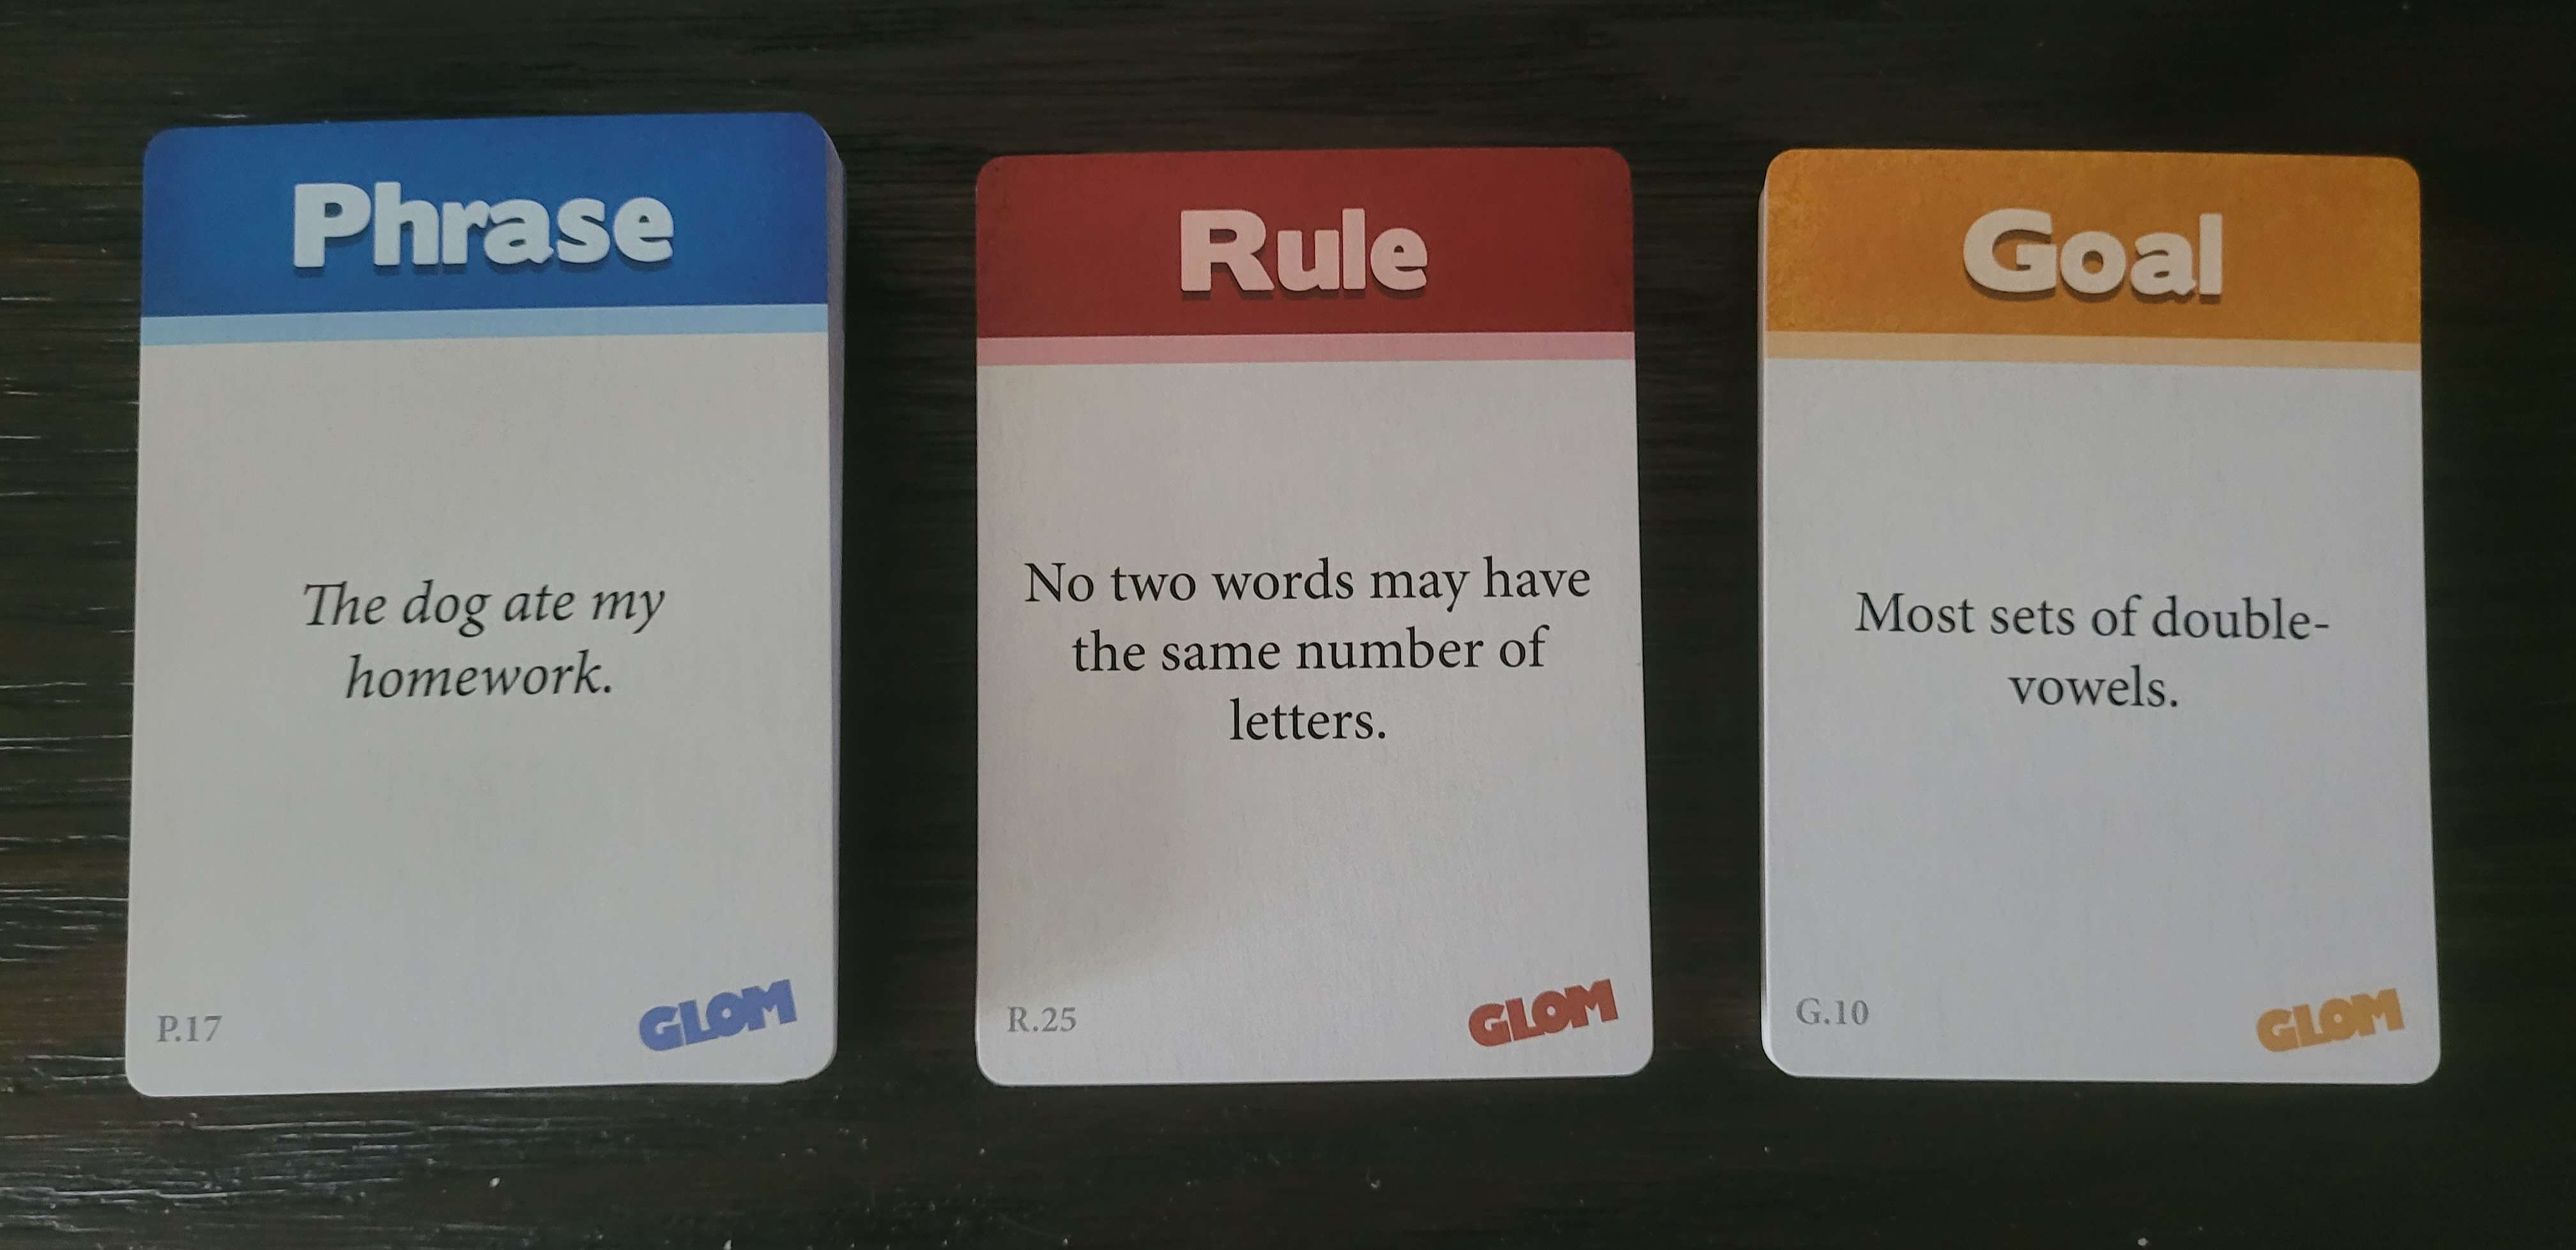 Phrase
The dog ate my
homework.
P.17
GLOM
Rule
No two words may have
the same number of
letters.
R.25
GLOM
Goal
Most sets of double-
vowels.
G.10
GLOM